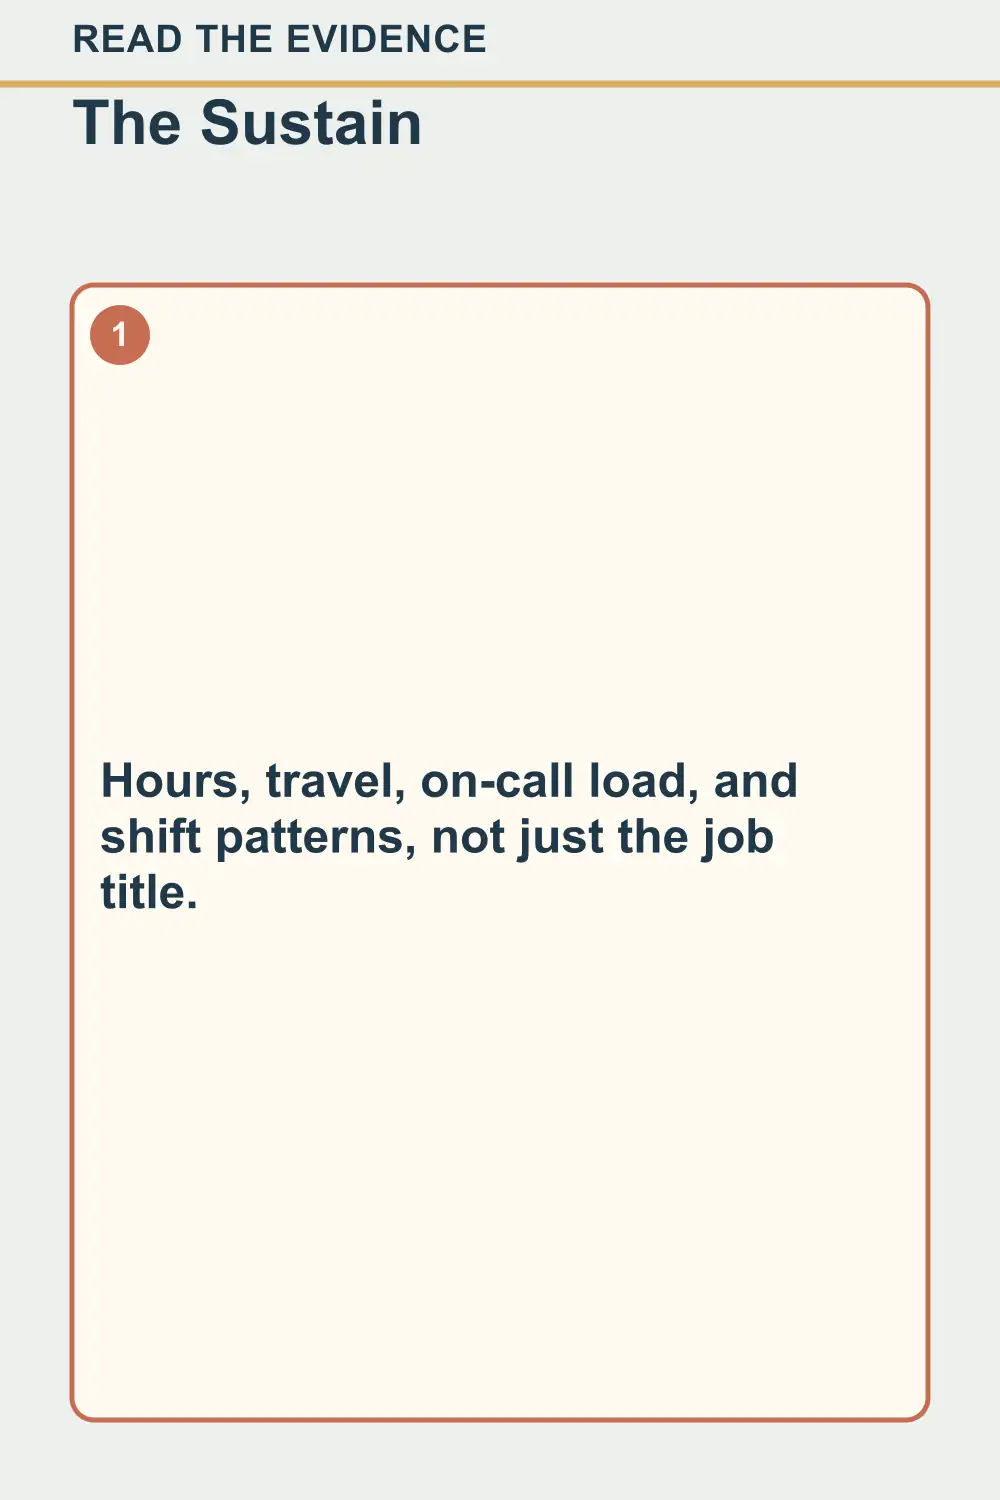 READ THE EVIDENCE
The Sustain
1
Hours, travel, on-call load, and
shift patterns, not just the job
title.